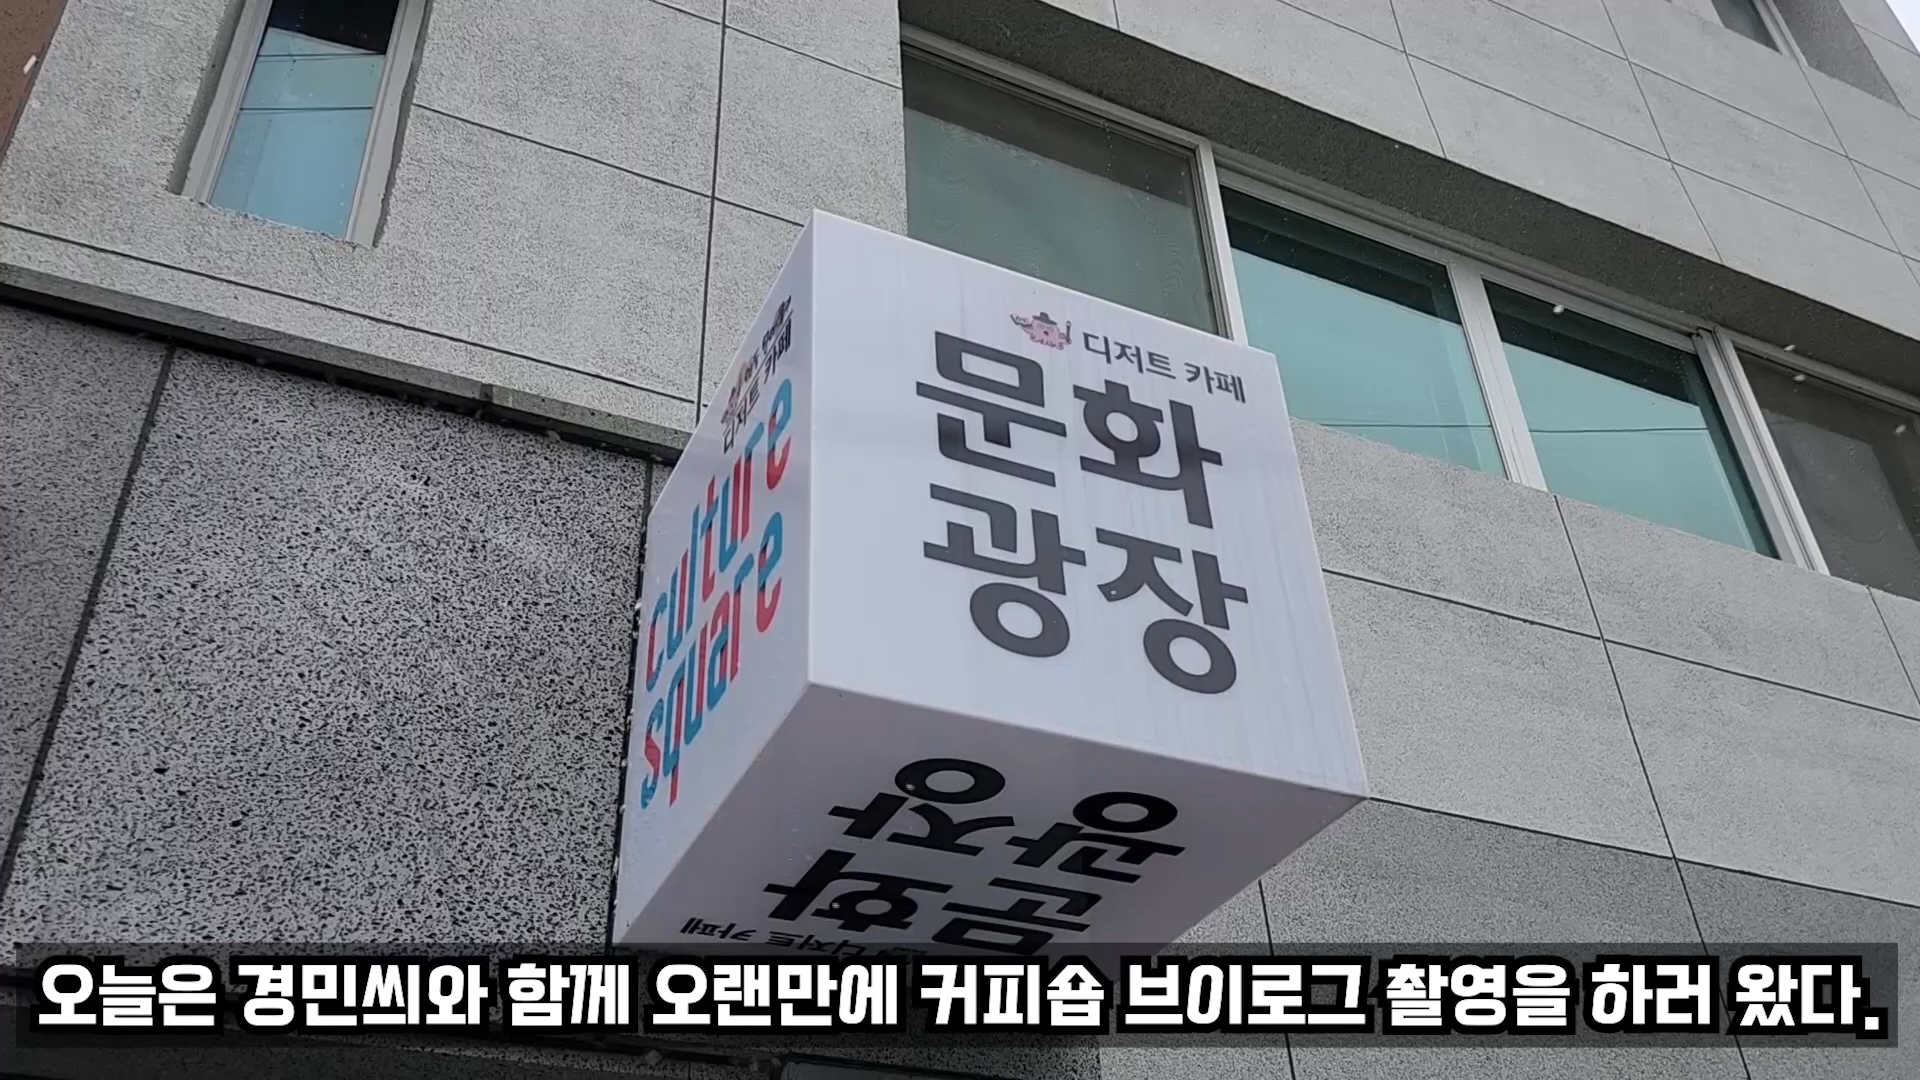 디저트 카페
문화
광장
디저트 카페
culture
square
광장
문화
디저트 카페
오늘은 경민씨와 함께 오랜만에 커피숍 브이로그 촬영을 하러 왔다.